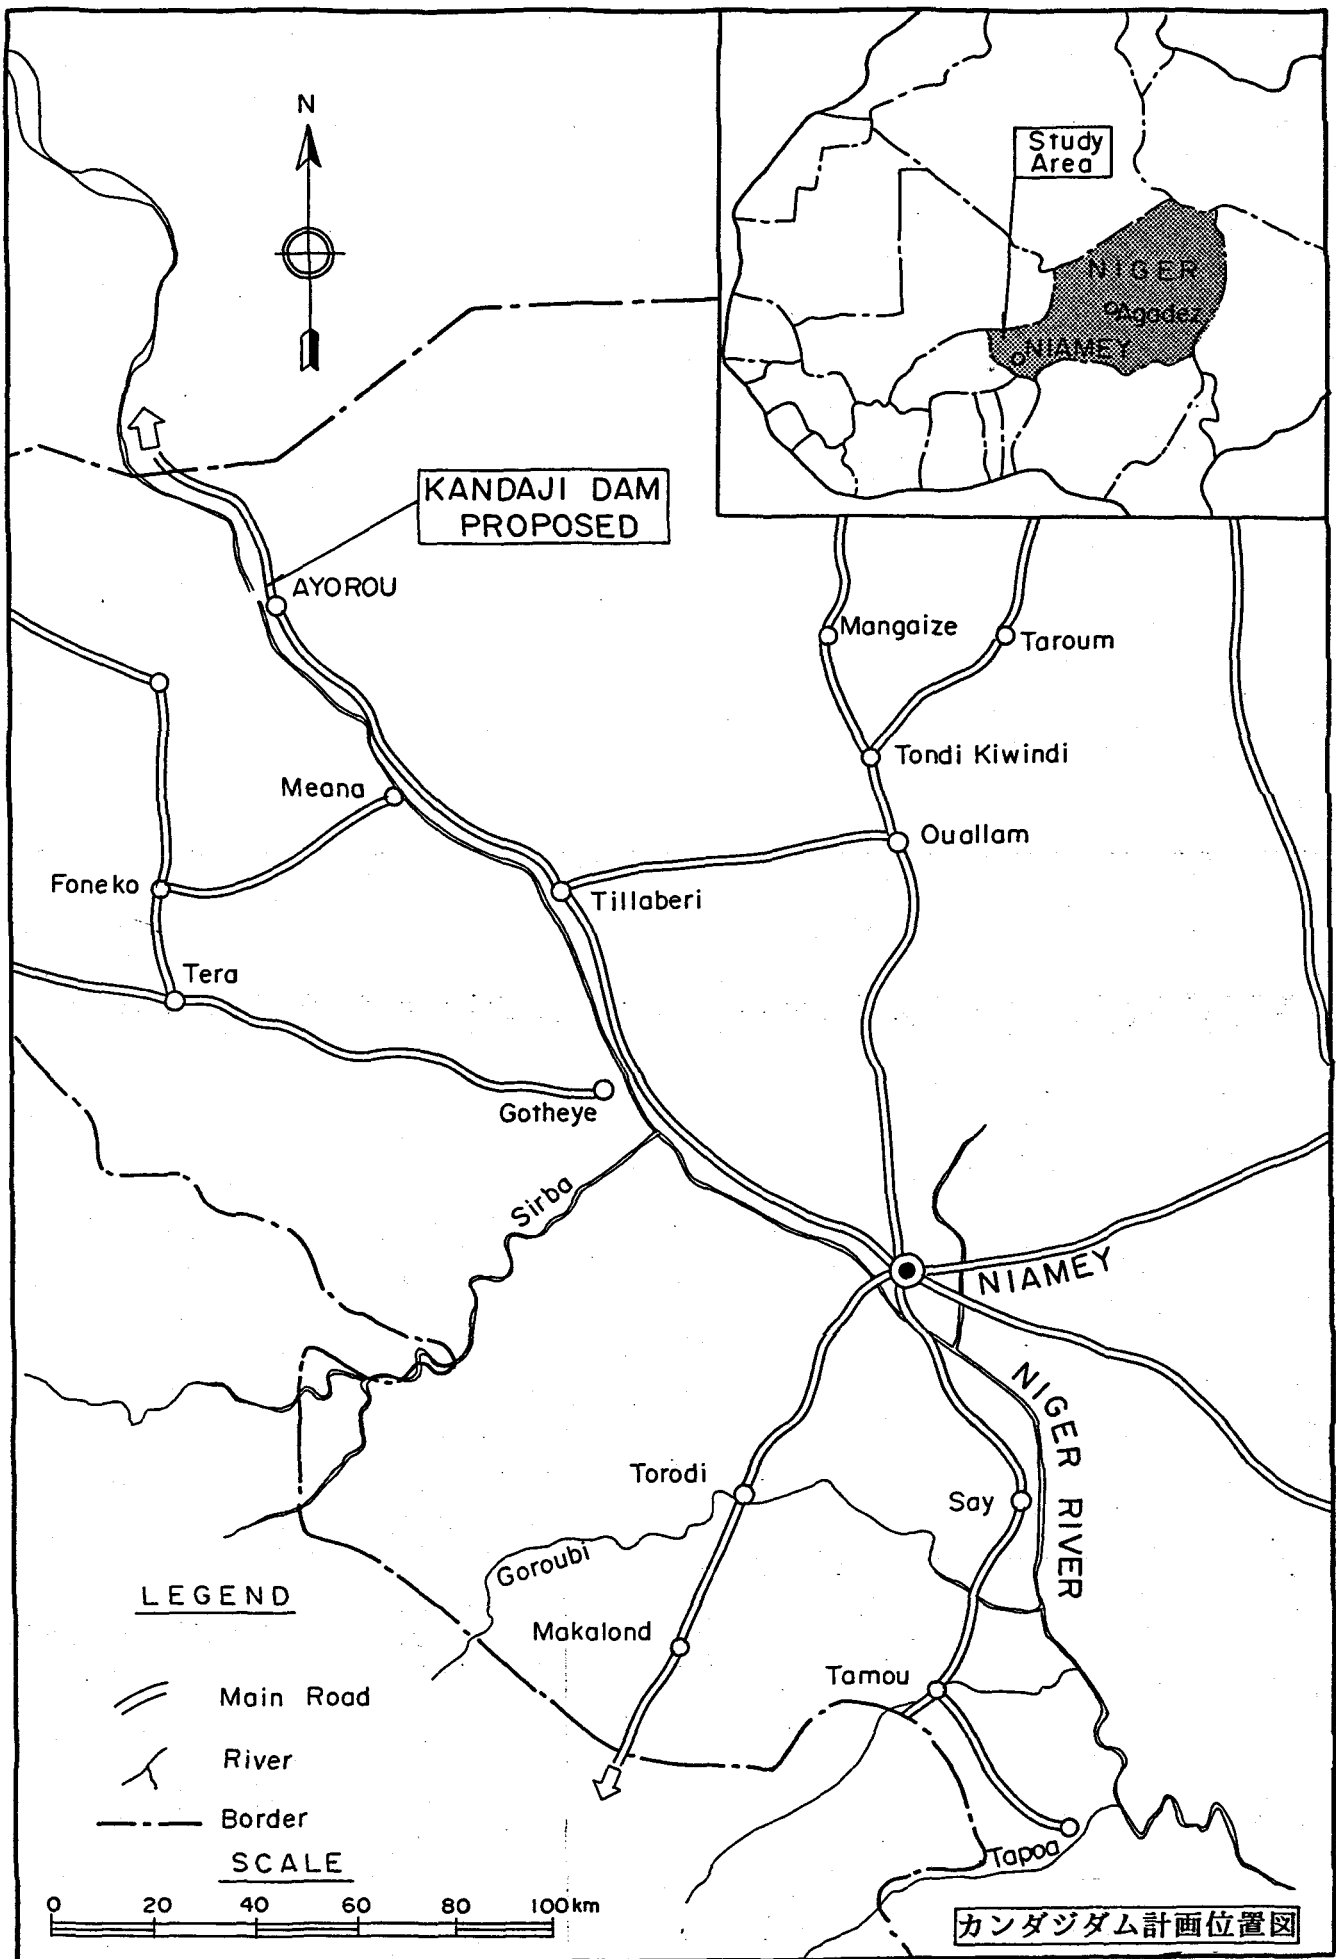 N
Study
Area
NIGER
Agadez
NIAMEY
KANDAJI DAM
PROPOSED
AYOROU
Mangaize
Taroum
Tondi Kiwindi
Meana
Ouallam
Foneko
Tillaberi
Tera
Gotheye
Sirba
NIAMEY
NIGER RIVER
Torodi
Say
Goroubi
Makalond
Tamou
Tapoa
LEGEND
Main Road
River
Border
SCALE
0 20 40 60 80 100km
カンダジダム計画位置図